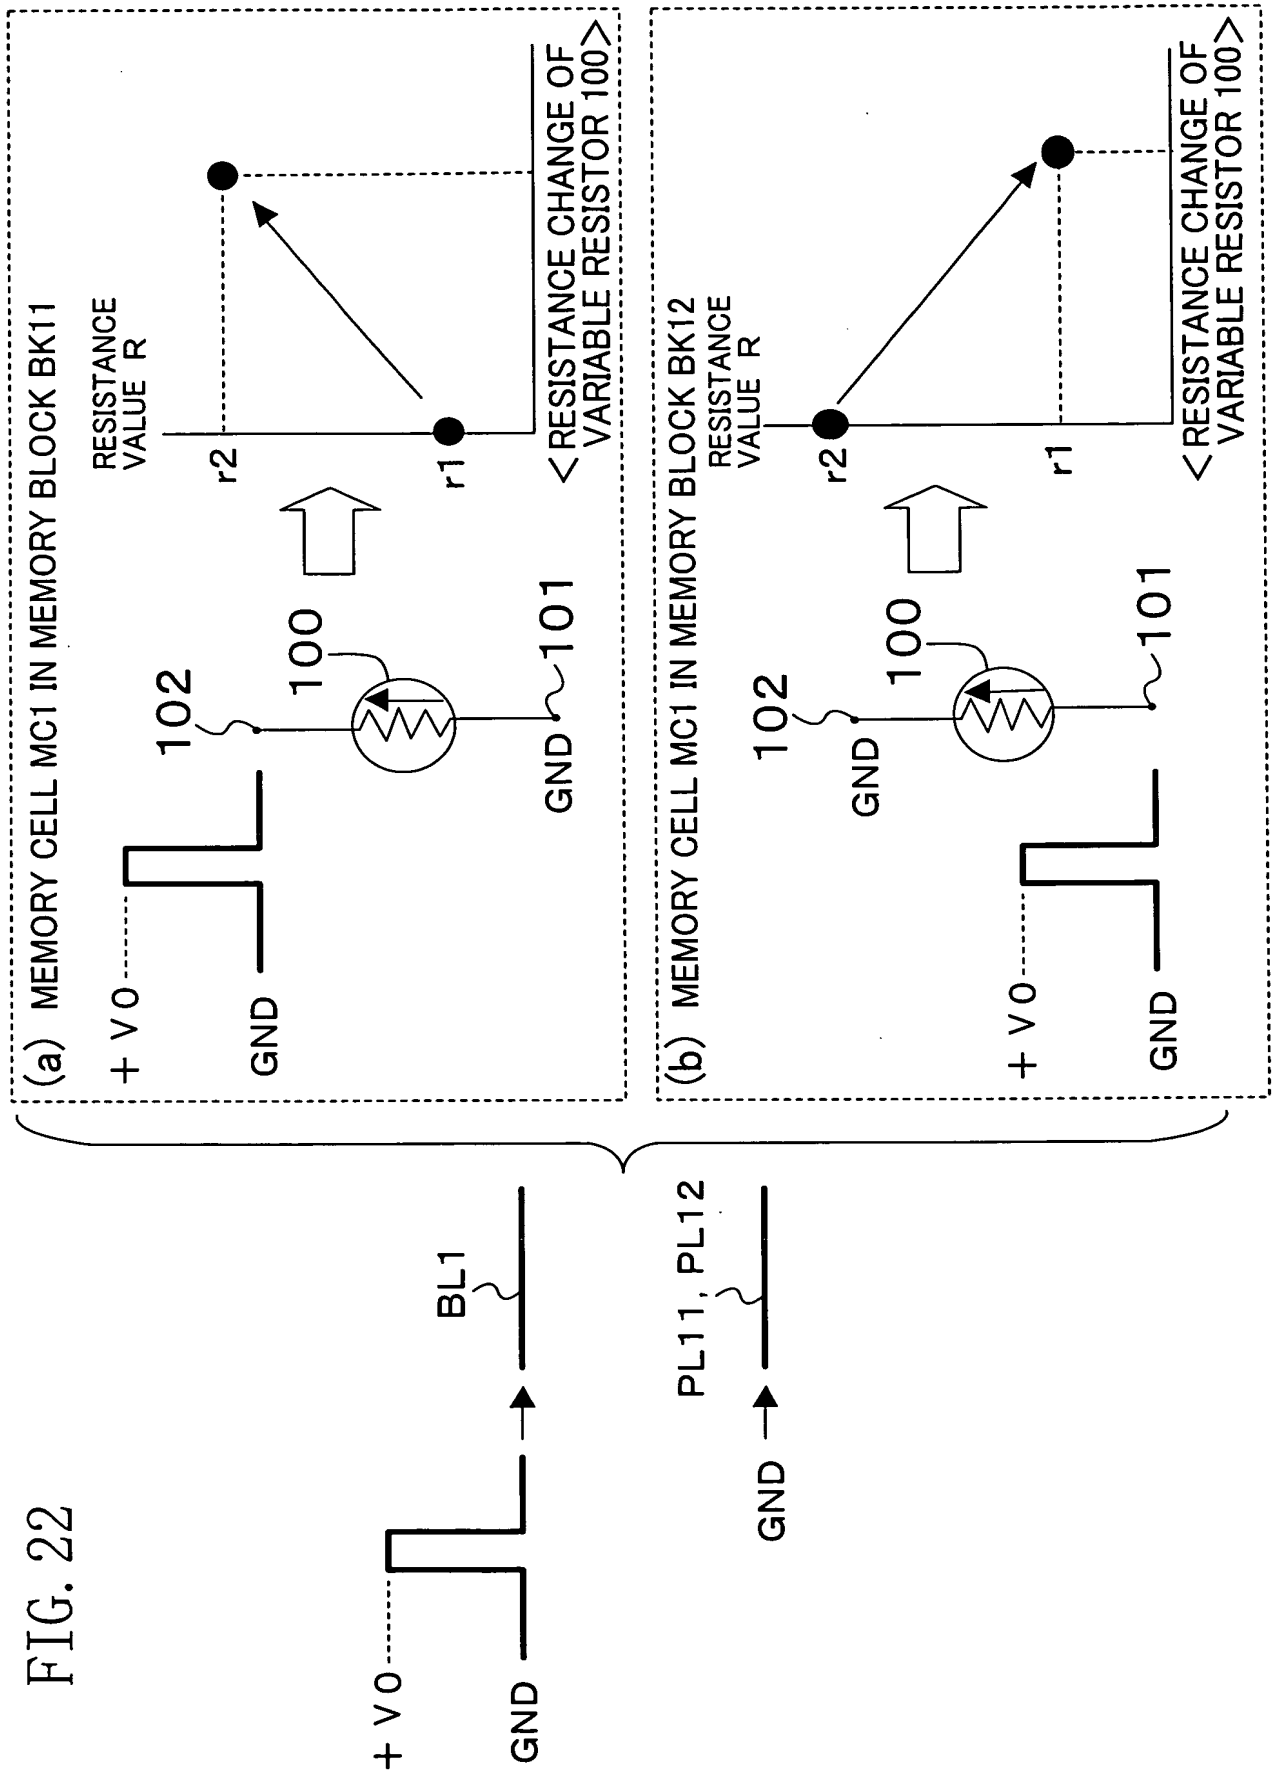 FIG. 22
+ V0
GND
BL1
GND
PL11, PL12
(a) MEMORY CELL MC1 IN MEMORY BLOCK BK11
+ V0
GND
102
100
101
GND
RESISTANCE
VALUE R
r2
r1
<RESISTANCE CHANGE OF
VARIABLE RESISTOR 100>
(b) MEMORY CELL MC1 IN MEMORY BLOCK BK12
+ V0
GND
102
GND
100
101
RESISTANCE
VALUE R
r2
r1
<RESISTANCE CHANGE OF
VARIABLE RESISTOR 100>